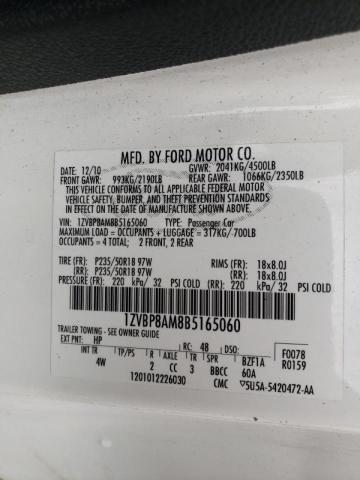 MFD. BY FORD MOTOR CO.
DATE: 12/10 GVWR: 2041KG/4500LB
FRONT GAWR: 993KG/2190LB REAR GAWR: 1066KG/2350LB
THIS VEHICLE CONFORMS TO ALL APPLICABLE FEDERAL MOTOR
VEHICLE SAFETY, BUMPER, AND THEFT PREVENTION STANDARDS
IN EFFECT ON THE DATE OF MANUFACTURE SHOWN ABOVE.
VIN: 1ZVBP8AM8B5165060 TYPE: Passenger Car
MAXIMUM LOAD = OCCUPANTS + LUGGAGE = 317KG/700LB
OCCUPANTS = 4 TOTAL; 2 FRONT, 2 REAR
TIRE (FR): P235/50R18 97W RIMS (FR): 18x8.0J
(RR): P235/50R18 97W (RR): 18x8.0J
PRESSURE (FR): 220 kPa/ 32 PSI COLD (RR): 220 kPa/ 32 PSI COLD
1ZVBP8AM8B5165060
TRAILER TOWING - SEE OWNER GUIDE F0078
EXT PNT: HP RC: 48 BZF1A R0159
INT TR TP/PS R AXLE TR SPR
4W 2 CC 3 BBCC 60A
1201012226030 CMC 5U5A-5420472-AA